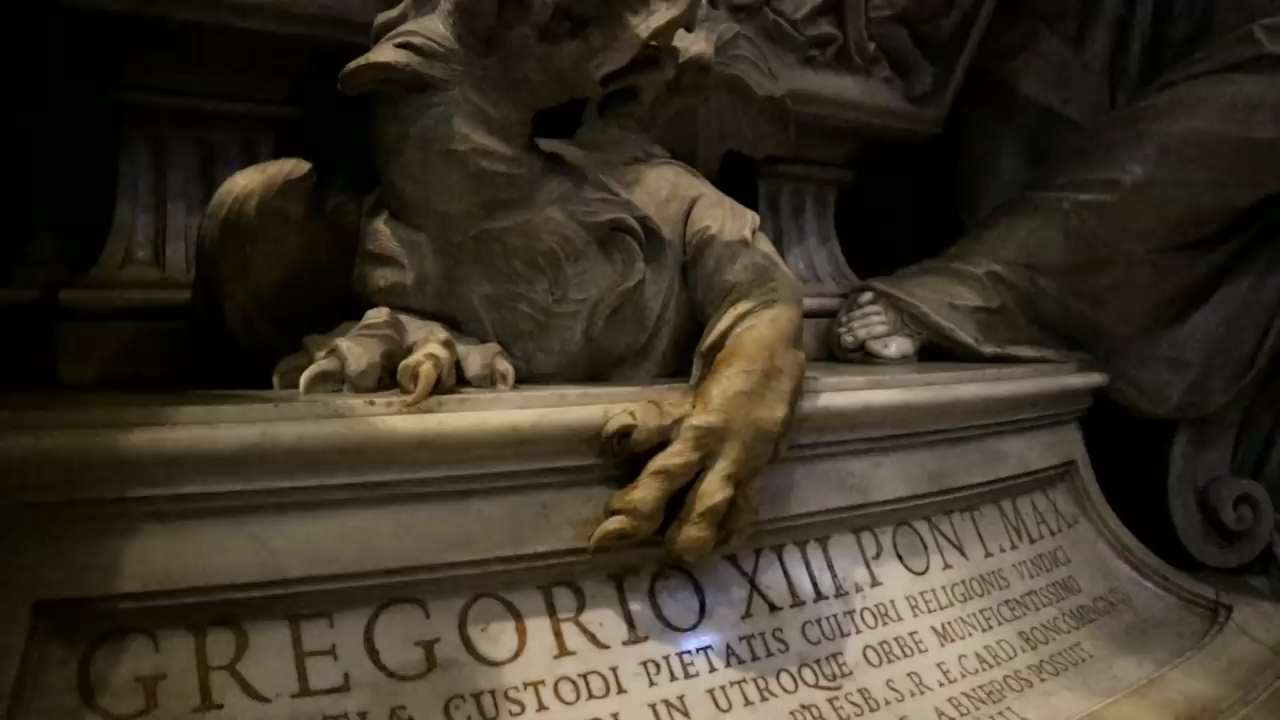 GREGORIO XIII.PONT.MAX.
CUSTODI PIETATIS CULTORI RELIGIONIS VINDICI
IN UTROQUE ORBE MUNIFICENTISSIMO
PRESB.S.R.E.CARD.BONCOMPAGNUS
ABNEPOS POSUIT